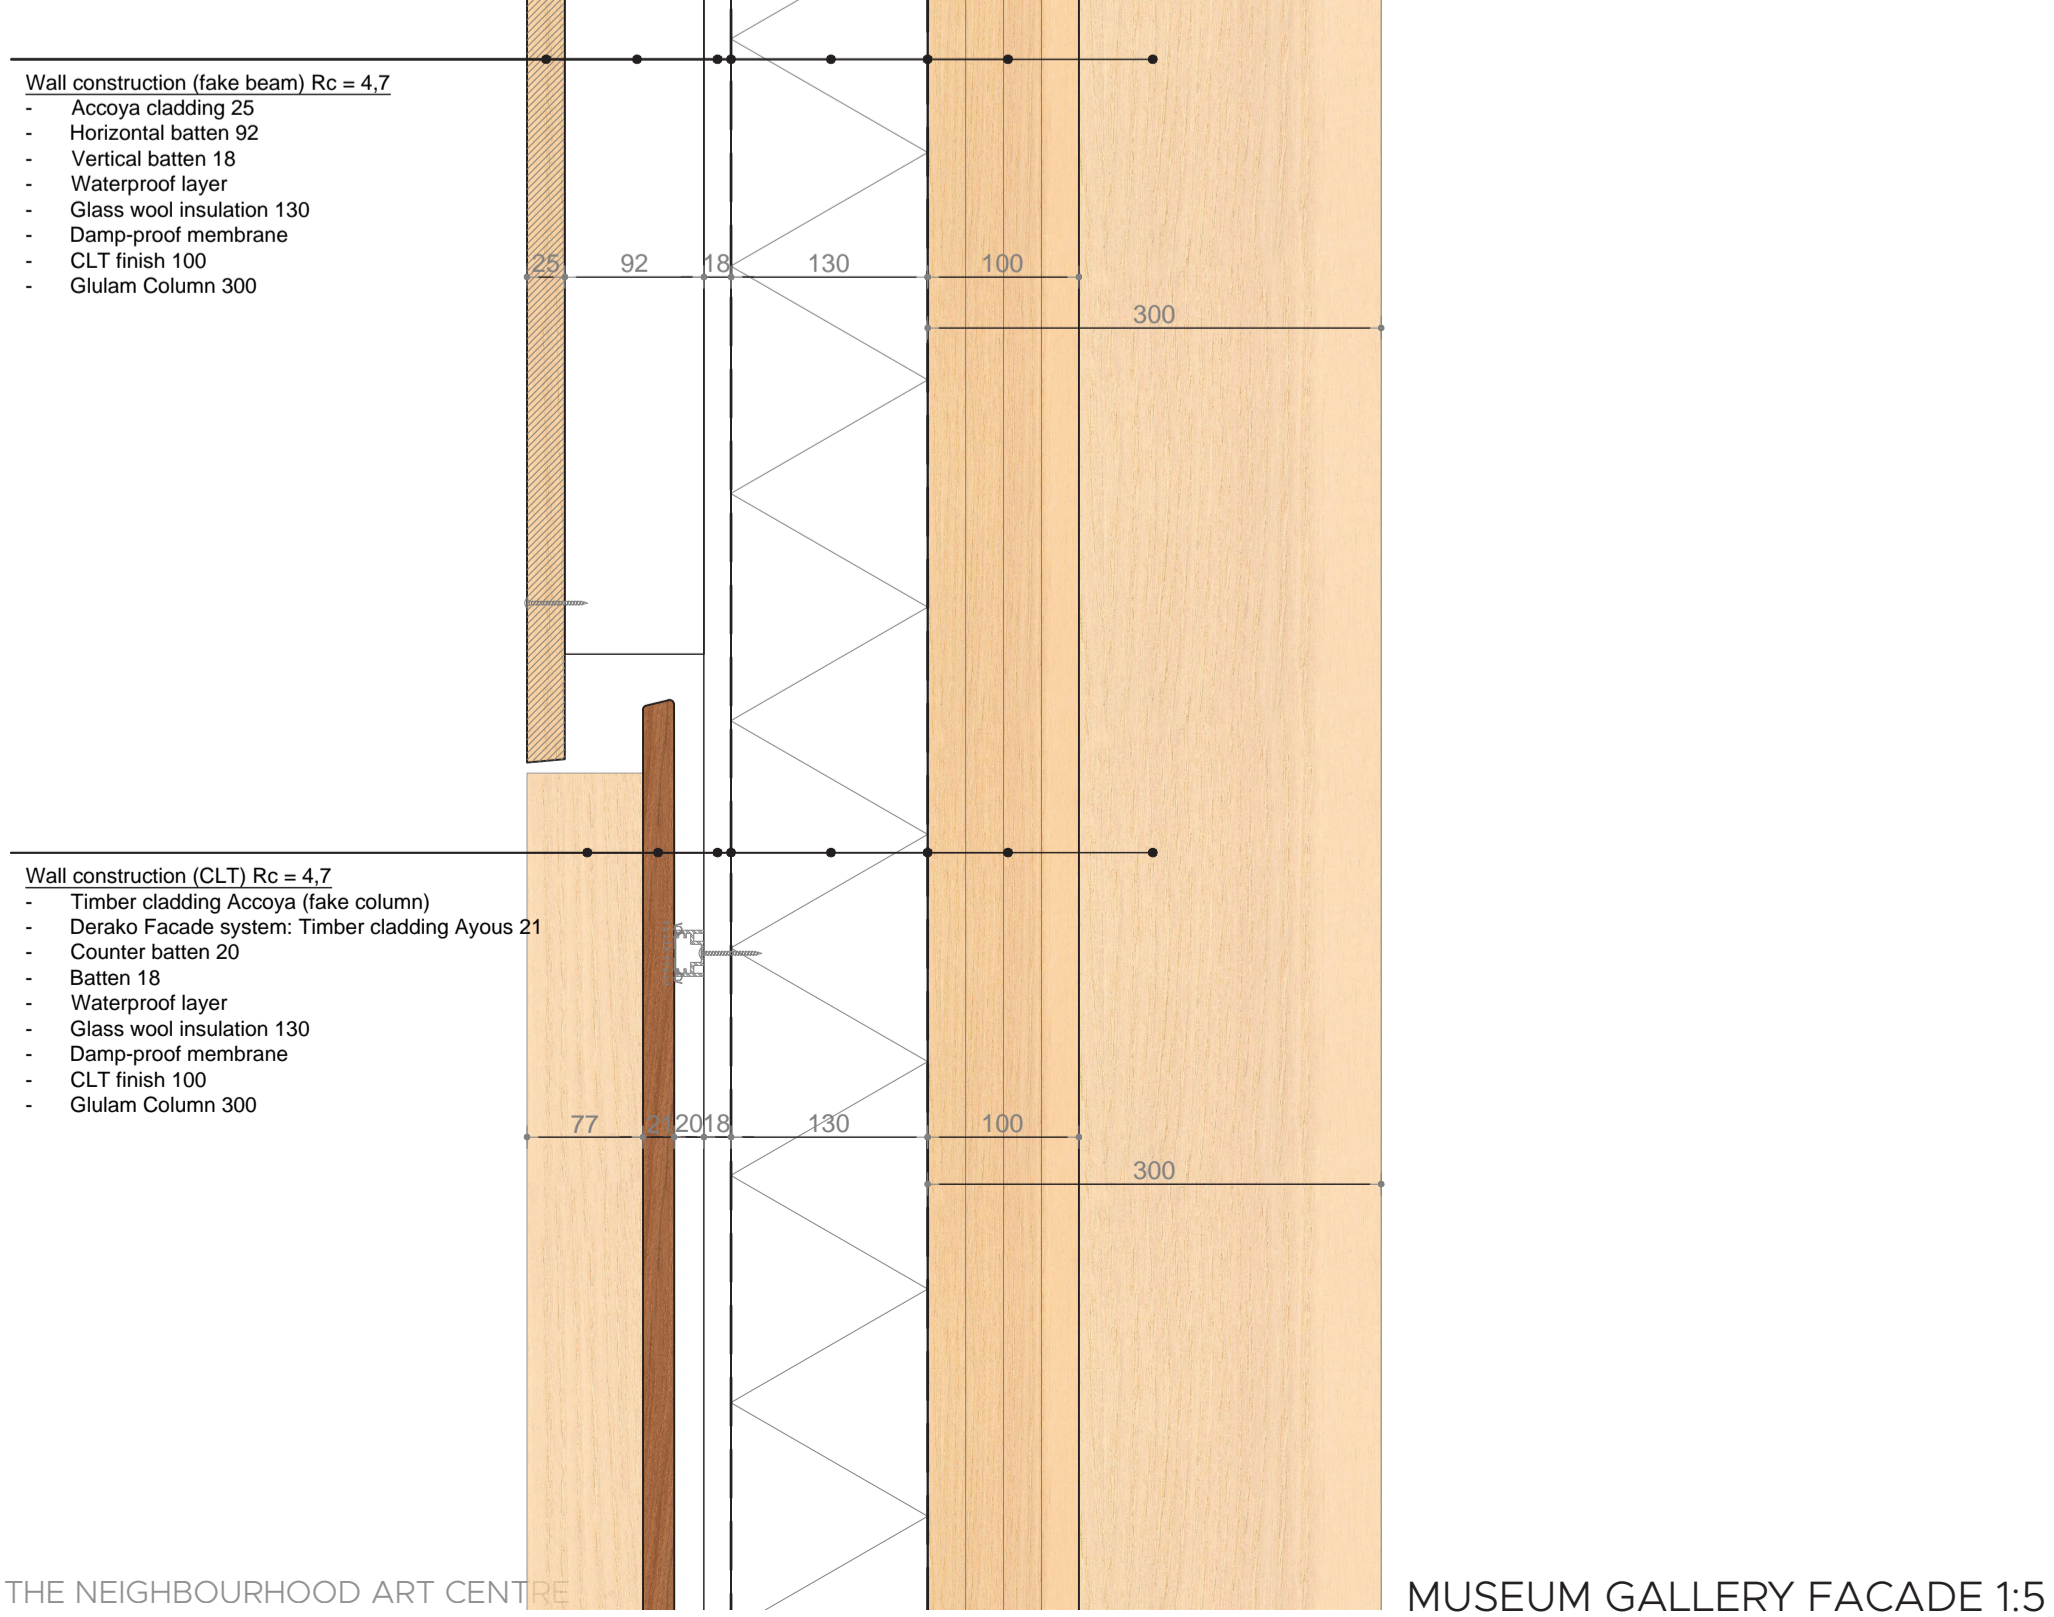 Wall construction (fake beam) Rc = 4,7
- Accoya cladding 25
- Horizontal batten 92
- Vertical batten 18
- Waterproof layer
- Glass wool insulation 130
- Damp-proof membrane
- CLT finish 100
- Glulam Column 300
25 92 18 130 100
300
Wall construction (CLT) Rc = 4,7
- Timber cladding Accoya (fake column)
- Derako Facade system: Timber cladding Ayous 21
- Counter batten 20
- Batten 18
- Waterproof layer
- Glass wool insulation 130
- Damp-proof membrane
- CLT finish 100
- Glulam Column 300
77 21 20 18 130 100
300
THE NEIGHBOURHOOD ART CENTRE
MUSEUM GALLERY FACADE 1:5